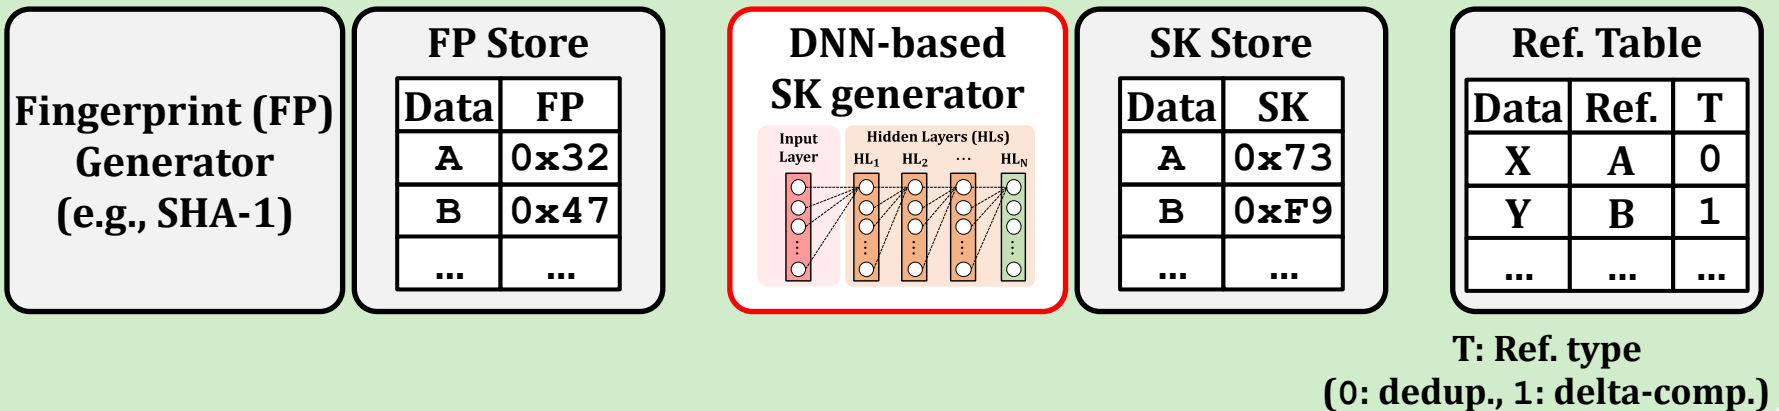 Fingerprint (FP)
Generator
(e.g., SHA-1)
FP Store
Data FP
A 0x32
B 0x47
... ...
DNN-based
SK generator
Input
Layer
Hidden Layers (HLs)
HL1 HL2 ... HLN
SK Store
Data SK
A 0x73
B 0xF9
... ...
Ref. Table
Data Ref. T
X A 0
Y B 1
... ... ...
T: Ref. type
(0: dedup., 1: delta-comp.)